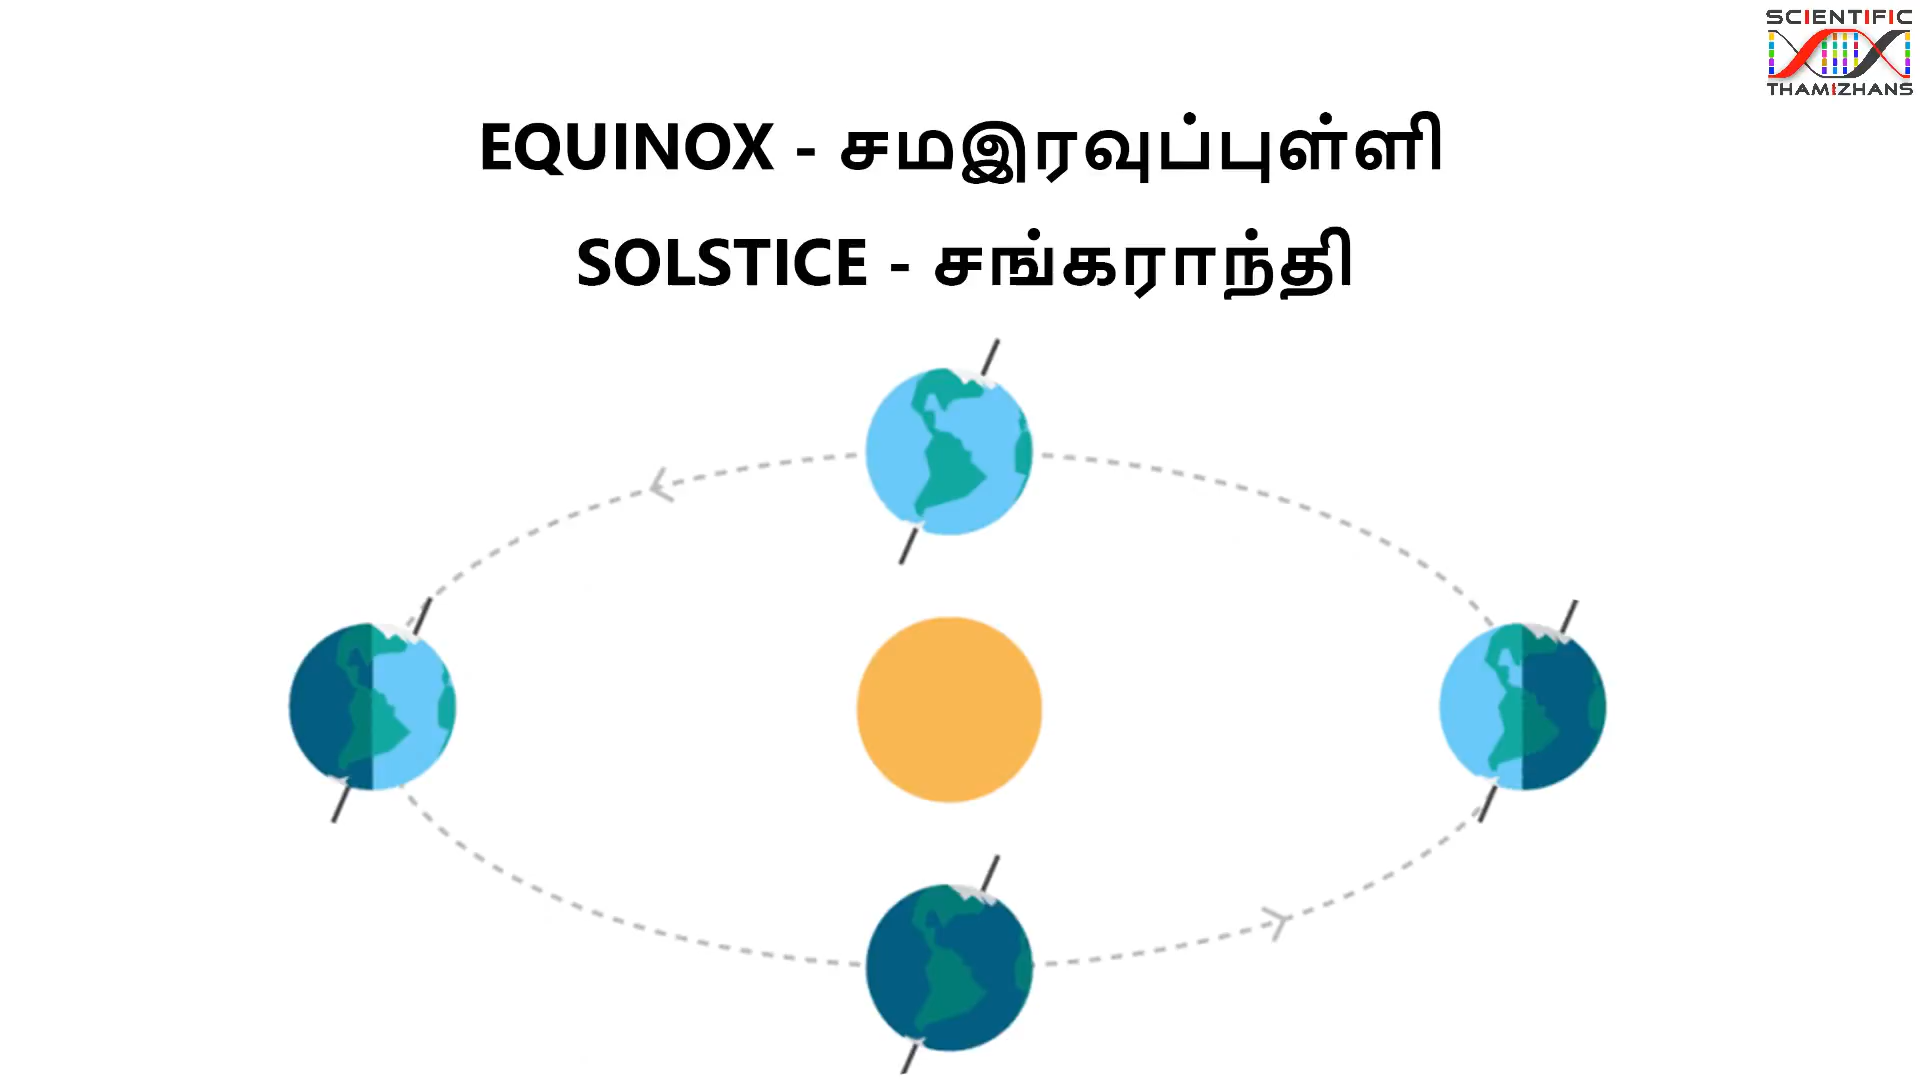 SCIENTIFIC
THAMIZHANS
EQUINOX - சமஇரவுப்புள்ளி
SOLSTICE - சங்கராந்தி